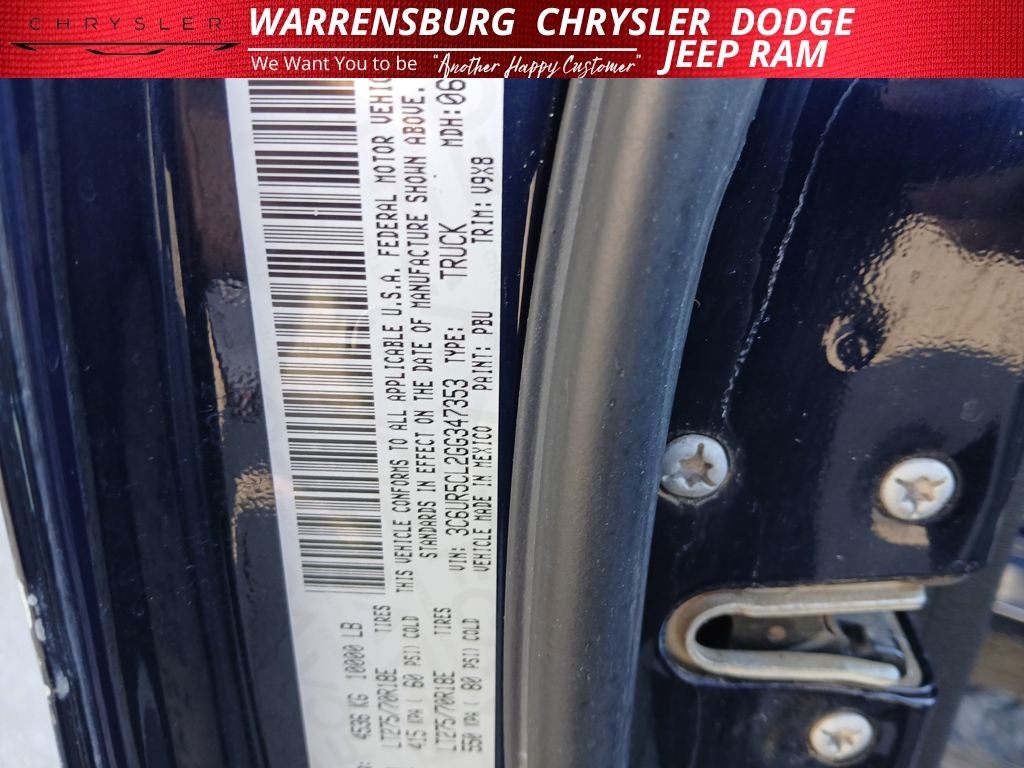 CHRYSLER
WARRENSBURG CHRYSLER DODGE
JEEP RAM
We Want You to be "Another Happy Customer"
4536 KG 10000 LB
LT275/70R18E TIRES
415 KPA ( 60 PSI) COLD
LT275/70R18E TIRES
550 KPA ( 80 PSI) COLD
THIS VEHICLE CONFORMS TO ALL APPLICABLE U.S.A. FEDERAL MOTOR VEHIC
STANDARDS IN EFFECT ON THE DATE OF MANUFACTURE SHOWN ABOVE.
VIN: 3C6UR5CL2GG347353 TYPE: TRUCK MDH:06
VEHICLE MADE IN MEXICO PAINT: PBU TRIM: V9X8